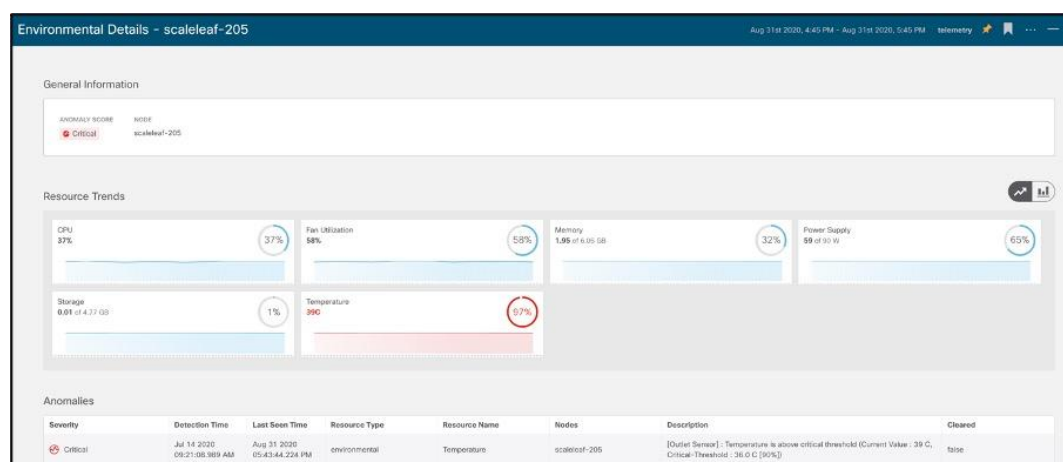 Environmental Details - scaleleaf-205
Aug 31st 2020, 4:45 PM - Aug 31st 2020, 5:45 PM telemetry
General Information
ANOMALY SCORE NODE
Critical scaleleaf-205
Resource Trends
CPU
37%
37%
Fan Utilization
58%
58%
Memory
1.95 of 6.05 GB
32%
Power Supply
59 of 90 W
65%
Storage
0.01 of 4.77 GB
1%
Temperature
39C
97%
Anomalies
Severity Detection Time Last Seen Time Resource Type Resource Name Nodes Description Cleared
Critical
Jul 14 2020
09:21:08.989 AM
Aug 31 2020
05:43:44.224 PM
environmental
Temperature
scaleleaf-205
[Outlet Sensor] : Temperature is above critical threshold (Current Value : 39 C,
Critical-Threshold : 36.0 C [90%])
false